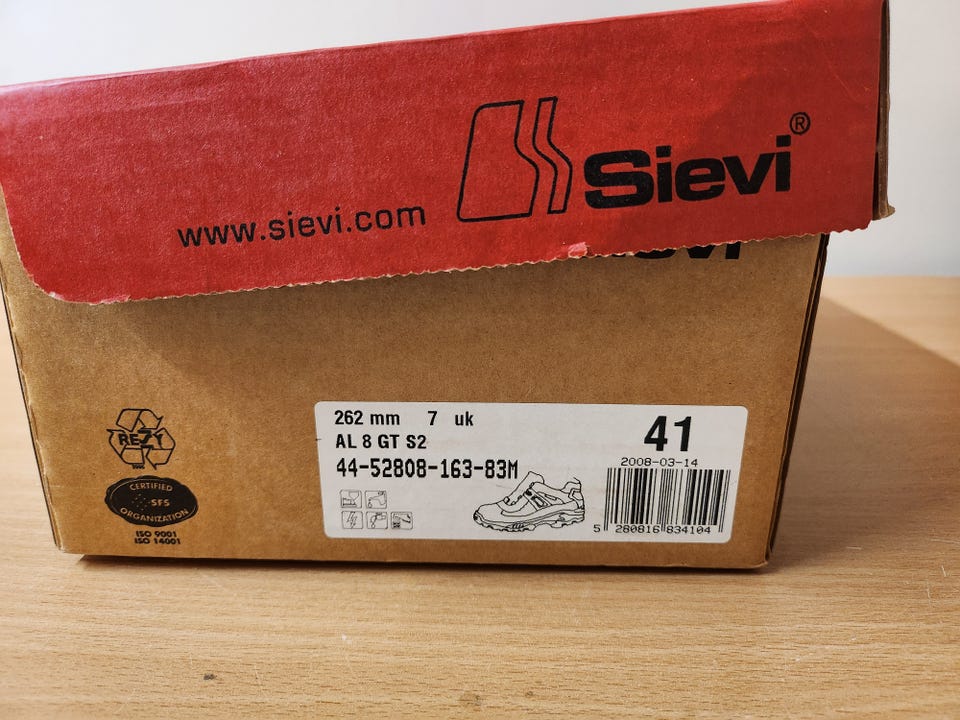 Sievi®
www.sievi.com
262 mm 7 uk
AL 8 GT S2
44-52808-163-83M
41
2008-03-14
5 280816 834104
RESY
CERTIFIED
SFS
ORGANIZATION
ISO 9001
ISO 14001